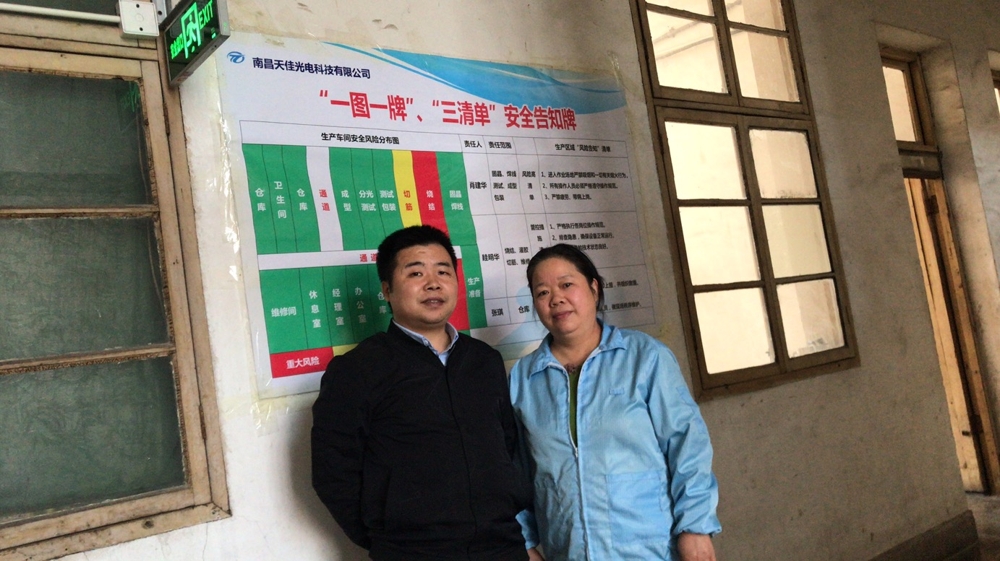 安全出口 EXIT
南昌天佳光电科技有限公司
“一图一牌”、“三清单”安全告知牌
生产车间安全风险分布图
责任人
责任范围
生产区域“风险告知”清单
仓库
卫生间
仓库
通道
成型
分光测试
测试包装
切筋
烧结
固晶焊线
肖建华
固晶、焊线
测试、成型
包装
风险告
清
单
1、进入作业场地严禁吸烟和一切有关烟火行为。
2、所有操作人员必须严格遵守操作规范。
3、严禁疲劳、带病上岗。
通道
眭明华
烧结、灌胶
切筋、维修
管控措
施
1、严格执行各岗位操作规范。
2、排查隐患，确保设备正常运行。
的技术状态良好。
维修间
休息室
经理室
办公室
仓库
生产准备
张琪
仓库
重大风险